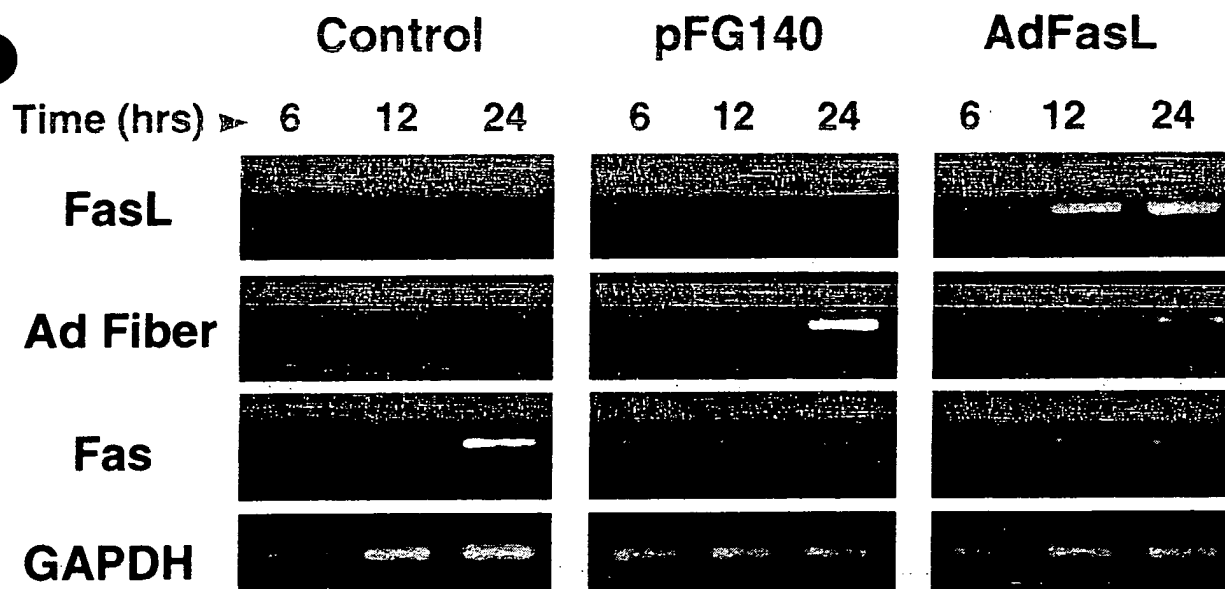 Control pFG140 AdFasL
Time (hrs) 6 12 24 6 12 24 6 12 24
FasL
Ad Fiber
Fas
GAPDH